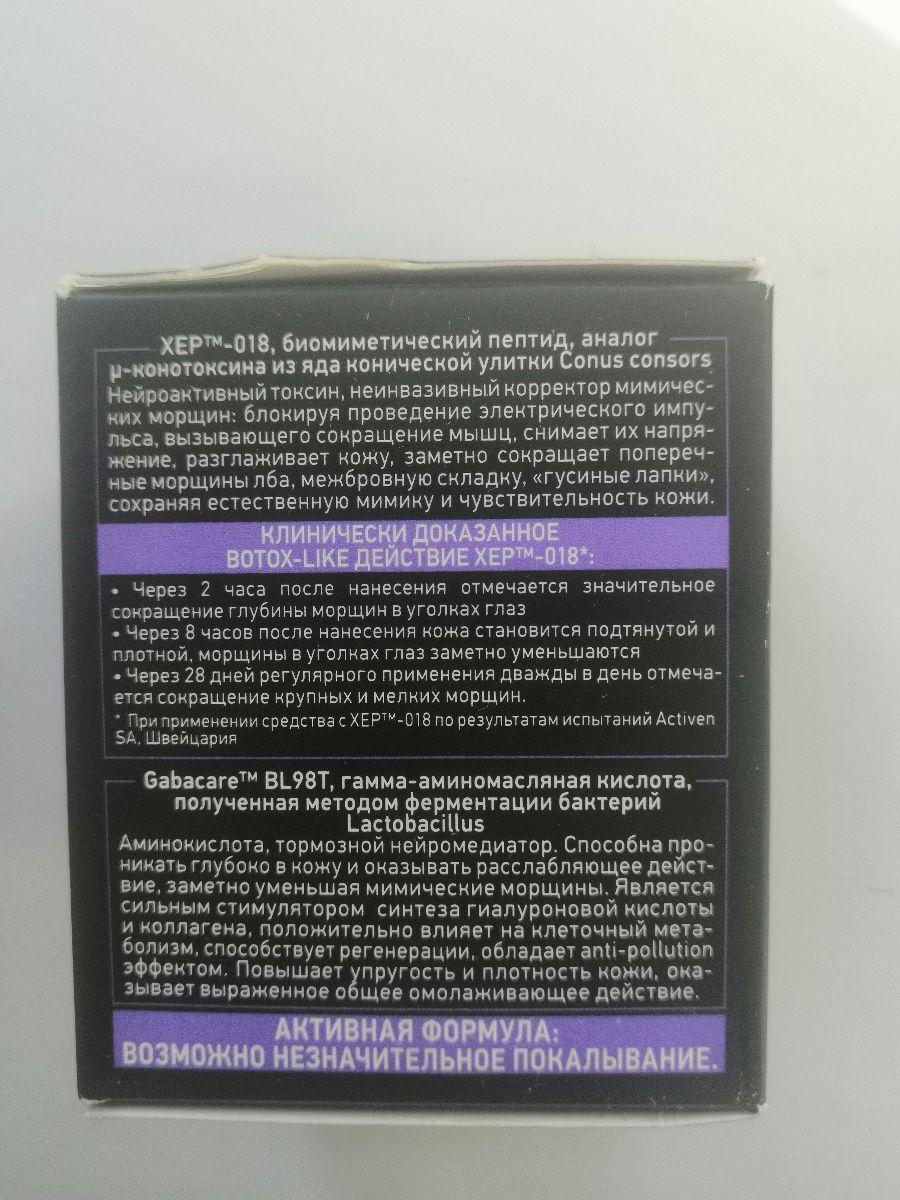 XEP™-018, биомиметический пептид, аналог
µ-конотоксина из яда конической улитки Conus consors
Нейроактивный токсин, неинвазивный корректор мимичес-
ких морщин: блокируя проведение электрического импу-
льса, вызывающего сокращение мышц, снимает их напря-
жение, разглаживает кожу, заметно сокращает попереч-
ные морщины лба, межбровную складку, «гусиные лапки»,
сохраняя естественную мимику и чувствительность кожи.
КЛИНИЧЕСКИ ДОКАЗАННОЕ
BOTOX-LIKE ДЕЙСТВИЕ XEP™-018*:
• Через 2 часа после нанесения отмечается значительное
сокращение глубины морщин в уголках глаз
• Через 8 часов после нанесения кожа становится подтянутой и
плотной, морщины в уголках глаз заметно уменьшаются
• Через 28 дней регулярного применения дважды в день отмеча-
ется сокращение крупных и мелких морщин.
* При применении средства с XEP™-018 по результатам испытаний Activen
SA, Швейцария
Gabacare™ BL98T, гамма-аминомасляная кислота,
полученная методом ферментации бактерий
Lactobacillus
Аминокислота, тормозной нейромедиатор. Способна про-
никать глубоко в кожу и оказывать расслабляющее дейст-
вие, заметно уменьшая мимические морщины. Является
сильным стимулятором синтеза гиалуроновой кислоты
и коллагена, положительно влияет на клеточный мета-
болизм, способствует регенерации, обладает anti-pollution
эффектом. Повышает упругость и плотность кожи, ока-
зывает выраженное общее омолаживающее действие.
АКТИВНАЯ ФОРМУЛА:
ВОЗМОЖНО НЕЗНАЧИТЕЛЬНОЕ ПОКАЛЫВАНИЕ.